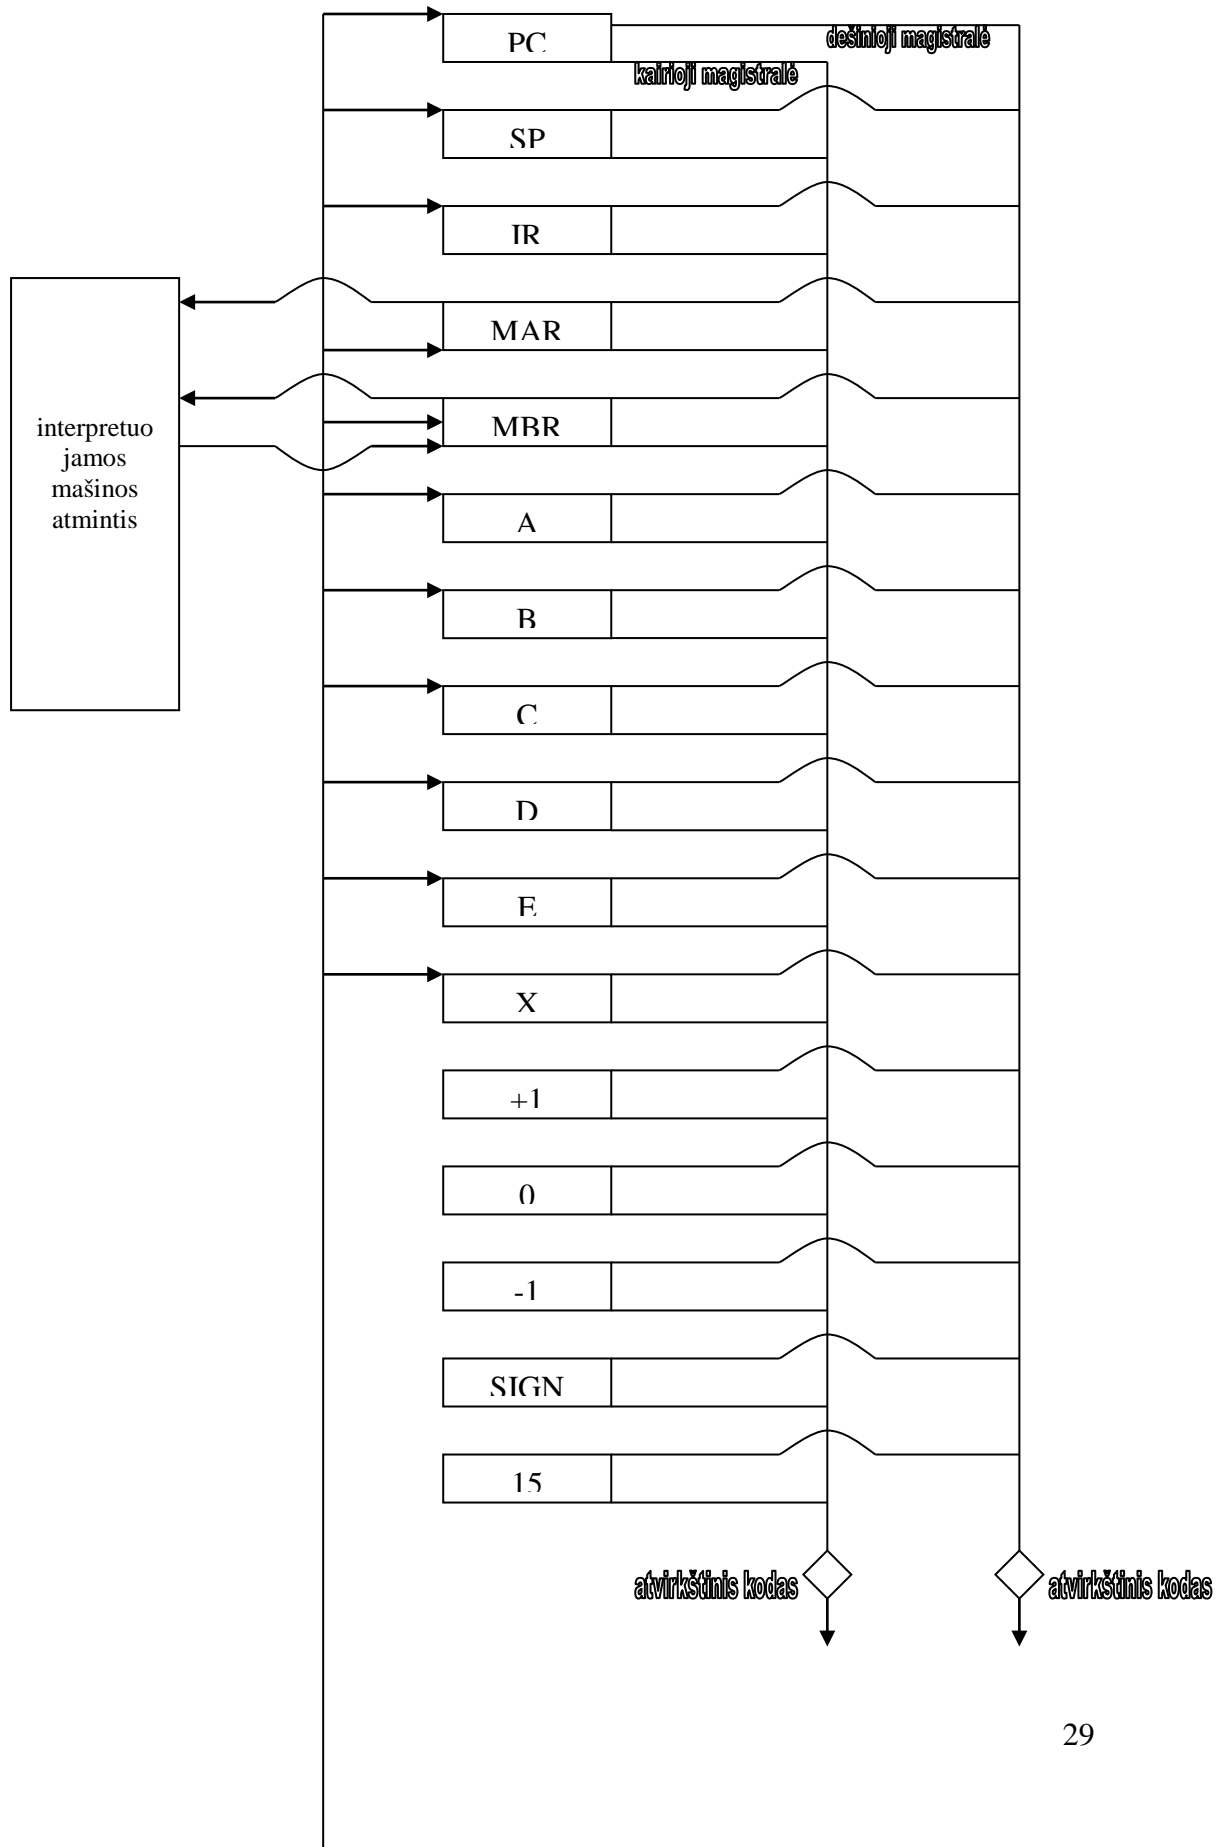 PC
dešinioji magistralė
kairioji magistralė
SP
IR
MAR
MBR
interpretuo
jamos
mašinos
atmintis
A
B
C
D
E
X
+1
0
-1
SIGN
15
atvirkštinis kodas
atvirkštinis kodas
29